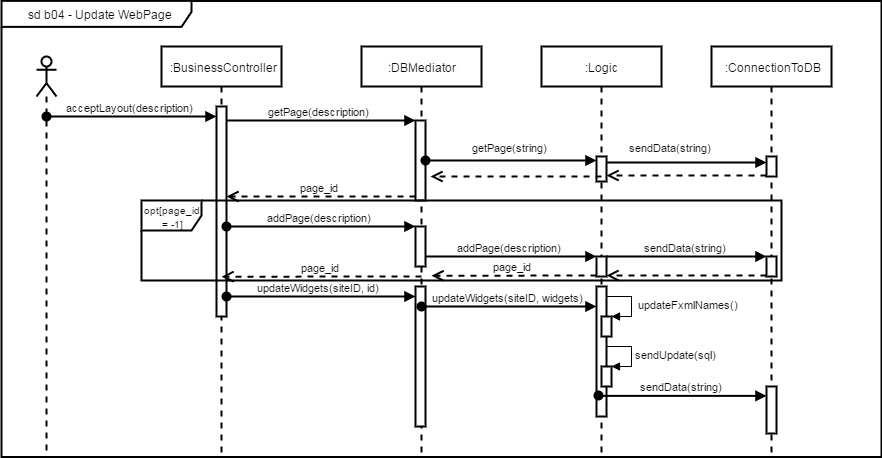 sd b04 - Update WebPage
:BusinessController
:DBMediator
:Logic
:ConnectionToDB
acceptLayout(description)
getPage(description)
getPage(string)
sendData(string)
page_id
opt[page_id
= -1]
addPage(description)
addPage(description)
sendData(string)
page_id
page_id
updateWidgets(siteID, id)
updateWidgets(siteID, widgets)
updateFxmlNames()
sendUpdate(sql)
sendData(string)